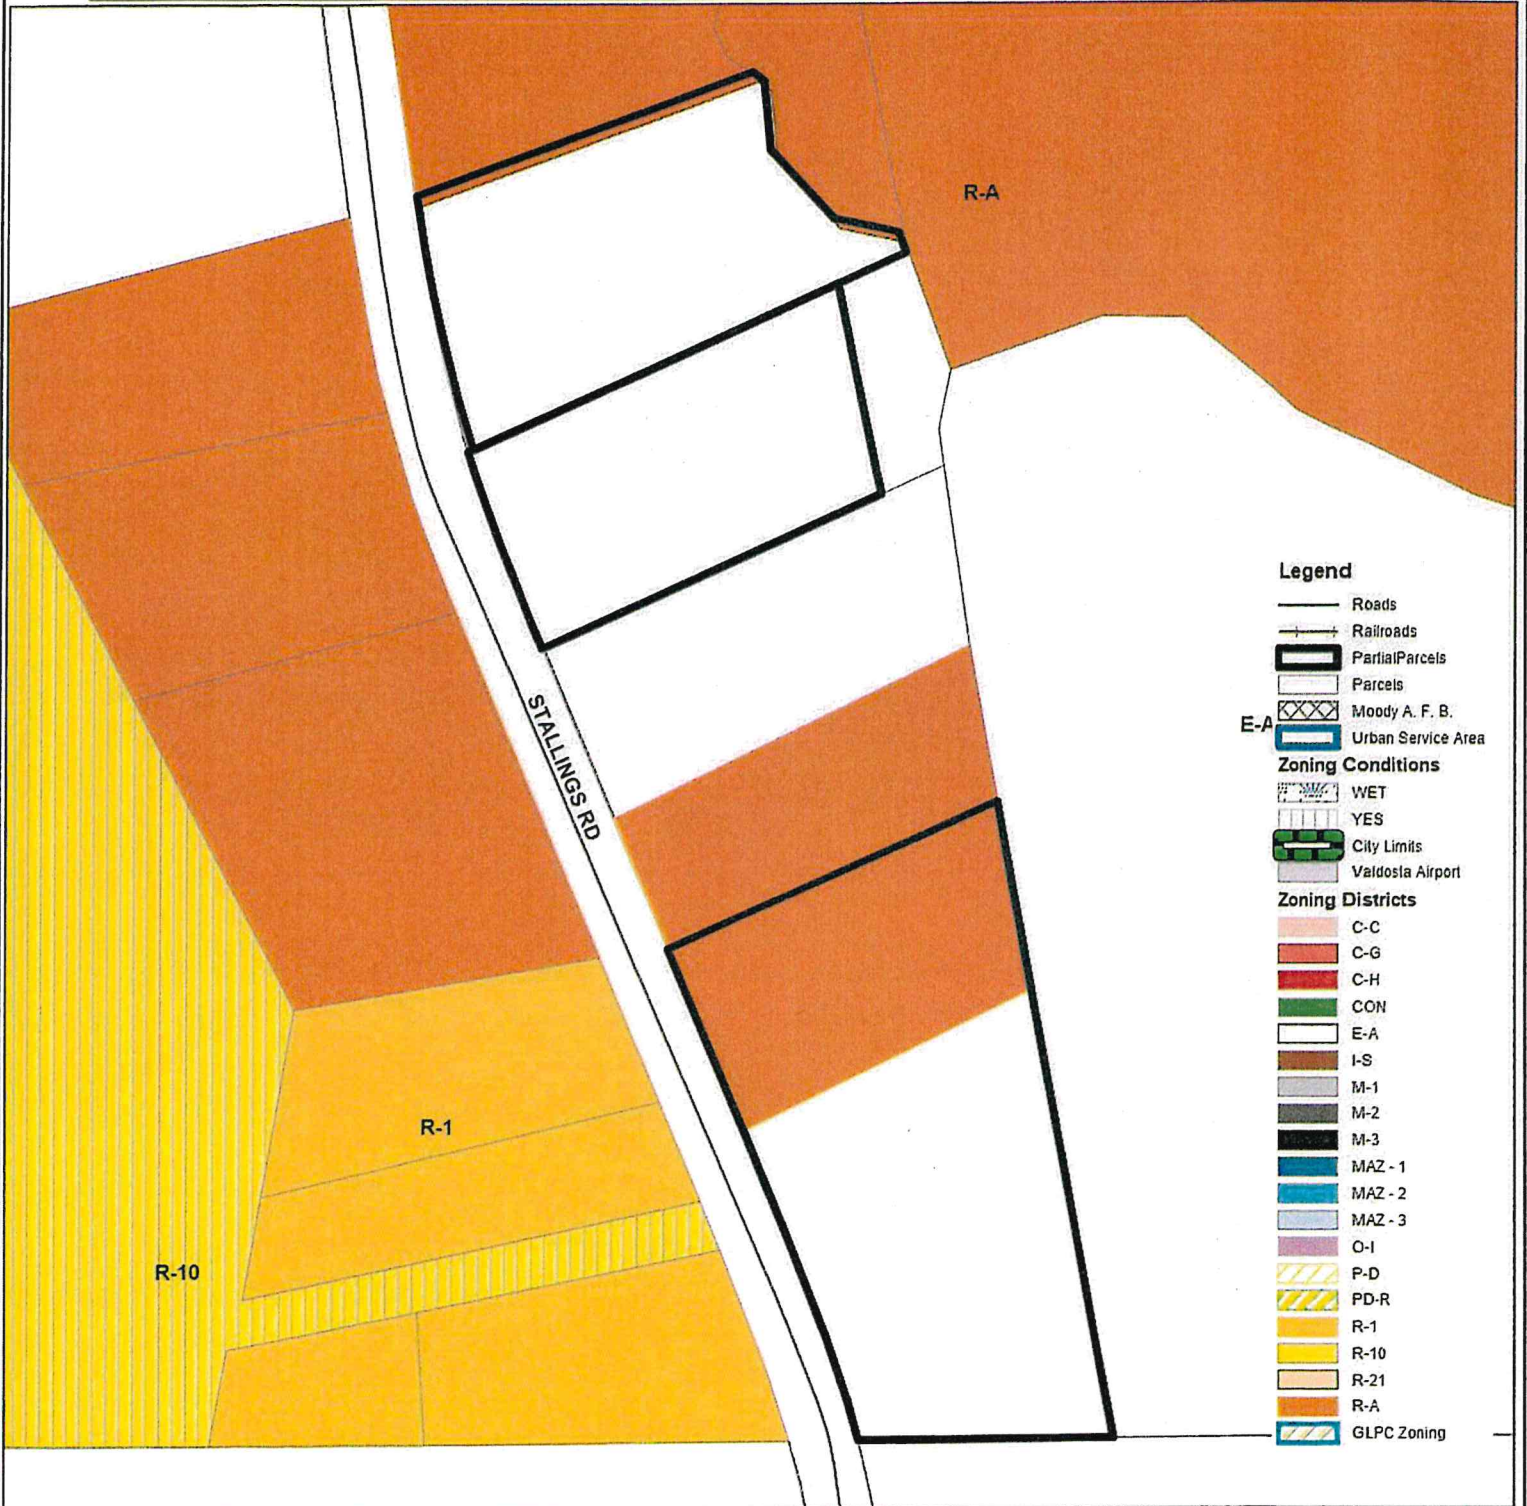 R-A
STALLINGS RD
E-A
R-1
R-10
Legend
Roads
Railroads
PartialParcels
Parcels
Moody A. F. B.
Urban Service Area
Zoning Conditions
WET
YES
City Limits
Valdosta Airport
Zoning Districts
C-C
C-G
C-H
CON
E-A
I-S
M-1
M-2
M-3
MAZ - 1
MAZ - 2
MAZ - 3
O-I
P-D
PD-R
R-1
R-10
R-21
R-A
GLPC Zoning